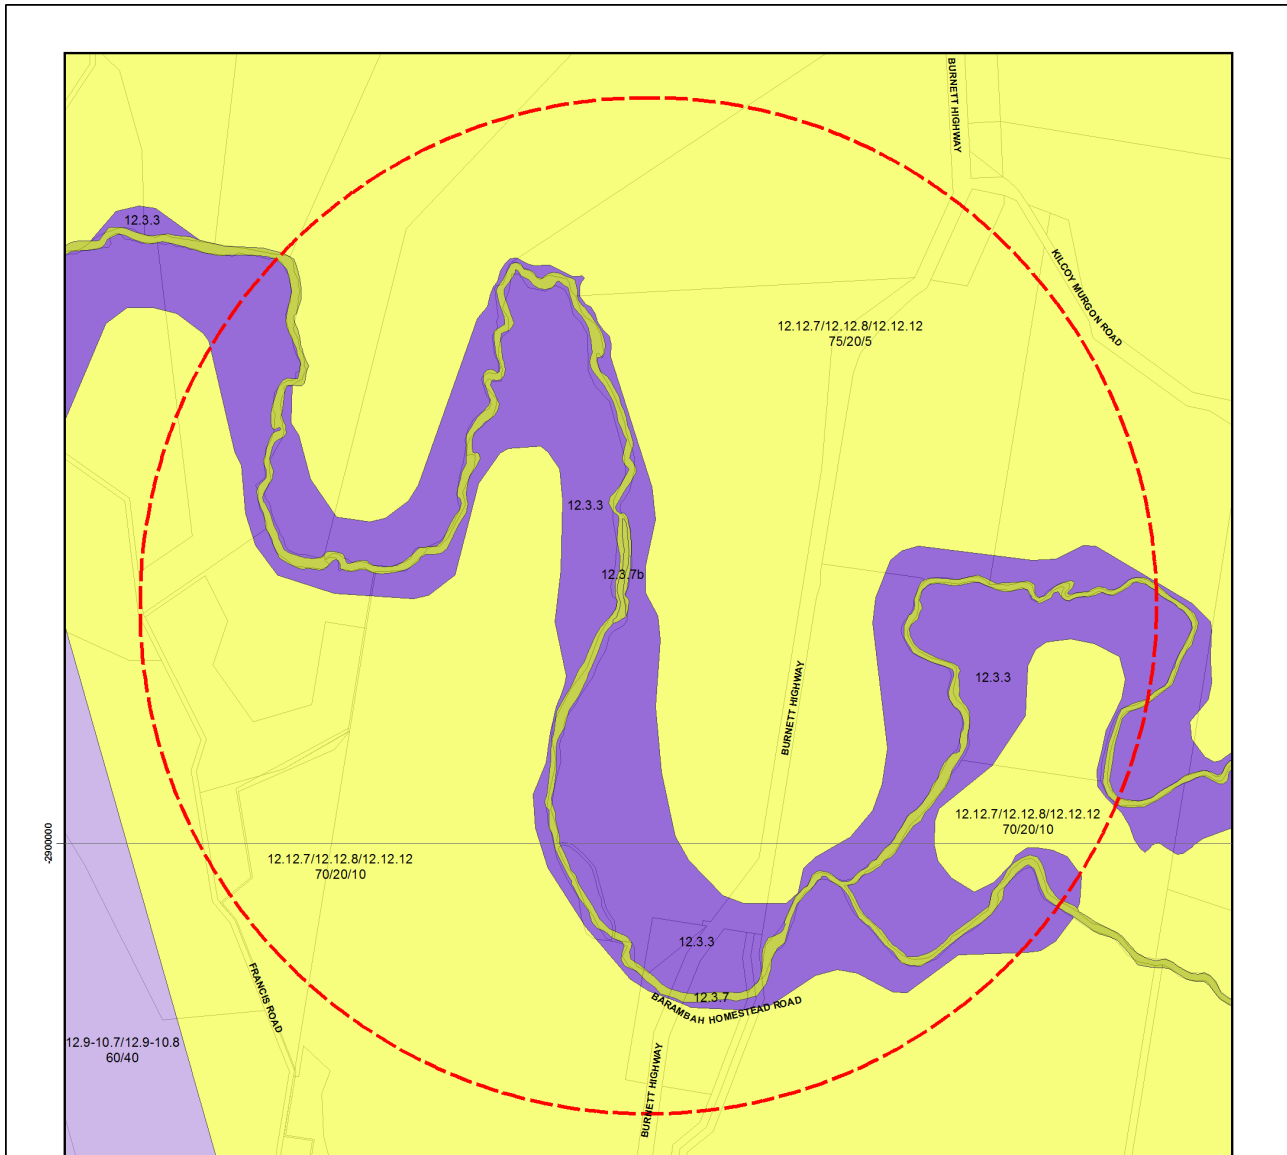 BURNETT HIGHWAY
12.3.3
KILCOY MURGON ROAD
12.12.7/12.12.8/12.12.12
75/20/5
12.3.3
12.3.7b
12.3.3
BURNETT HIGHWAY
12.12.7/12.12.8/12.12.12
70/20/10
-2900000
12.12.7/12.12.8/12.12.12
70/20/10
12.3.3
12.3.7
BARAMBAH HOMESTEAD ROAD
FRANCIS ROAD
12.9-10.7/12.9-10.8
60/40
BURNETT HIGHWAY